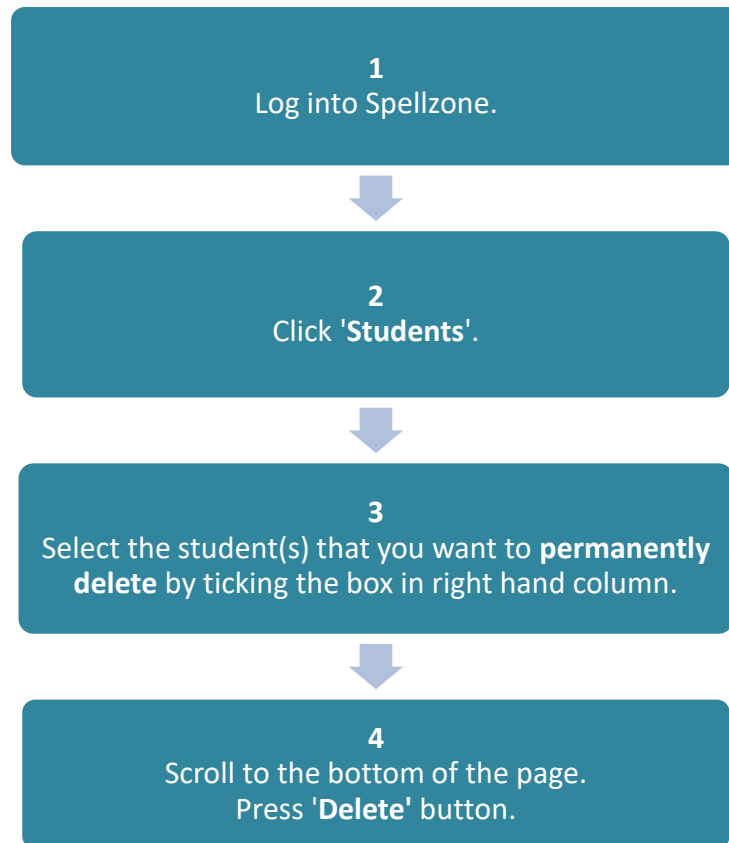 1
Log into Spellzone.
2
Click 'Students'.
3
Select the student(s) that you want to permanently
delete by ticking the box in right hand column.
4
Scroll to the bottom of the page.
Press 'Delete' button.